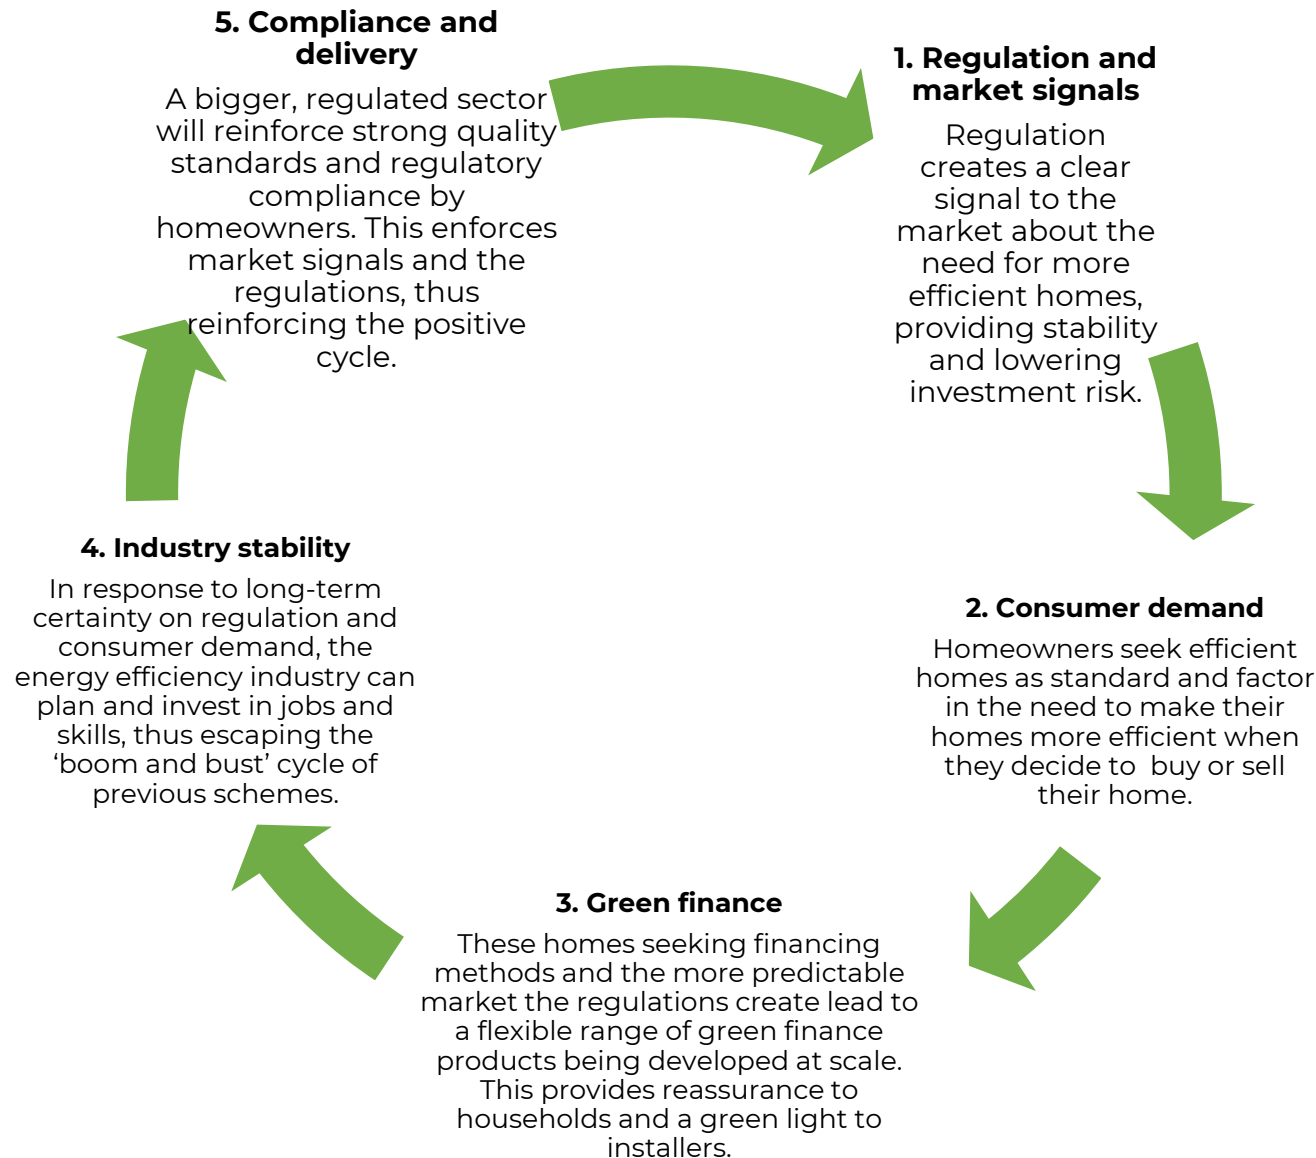 5. Compliance and
delivery
A bigger, regulated sector
will reinforce strong quality
standards and regulatory
compliance by
homeowners. This enforces
market signals and the
regulations, thus
reinforcing the positive
cycle.
1. Regulation and
market signals
Regulation
creates a clear
signal to the
market about the
need for more
efficient homes,
providing stability
and lowering
investment risk.
2. Consumer demand
Homeowners seek efficient
homes as standard and factor
in the need to make their
homes more efficient when
they decide to  buy or sell
their home.
3. Green finance
These homes seeking financing
methods and the more predictable
market the regulations create lead to
a flexible range of green finance
products being developed at scale.
This provides reassurance to
households and a green light to
installers.
4. Industry stability
In response to long-term
certainty on regulation and
consumer demand, the
energy efficiency industry can
plan and invest in jobs and
skills, thus escaping the
‘boom and bust’ cycle of
previous schemes.